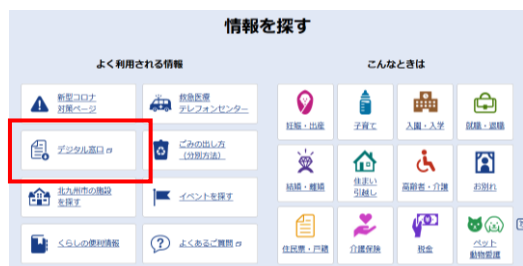 情報を探す
よく利用される情報
こんなときは
新型コロナ
対策ページ
救急医療
テレフォンセンター
妊娠・出産
子育て
入園・入学
就職・退職
デジタル窓口
ごみの出し方
(分別方法)
結婚・離婚
住まい
引越し
高齢者・介護
お別れ
北九州市の施設
を探す
イベントを探す
くらしの便利情報
よくあるご質問
住民票・戸籍
介護保険
税金
ペット
動物愛護